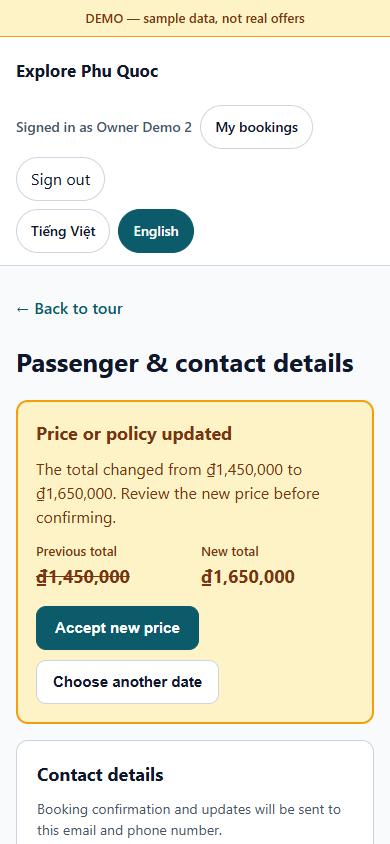 DEMO — sample data, not real offers
Explore Phu Quoc
Signed in as Owner Demo 2
My bookings
Sign out
Tiếng Việt
English
← Back to tour
Passenger & contact details
Price or policy updated
The total changed from ₫1,450,000 to
₫1,650,000. Review the new price before
confirming.
Previous total
New total
₫1,450,000
₫1,650,000
Accept new price
Choose another date
Contact details
Booking confirmation and updates will be sent to
this email and phone number.